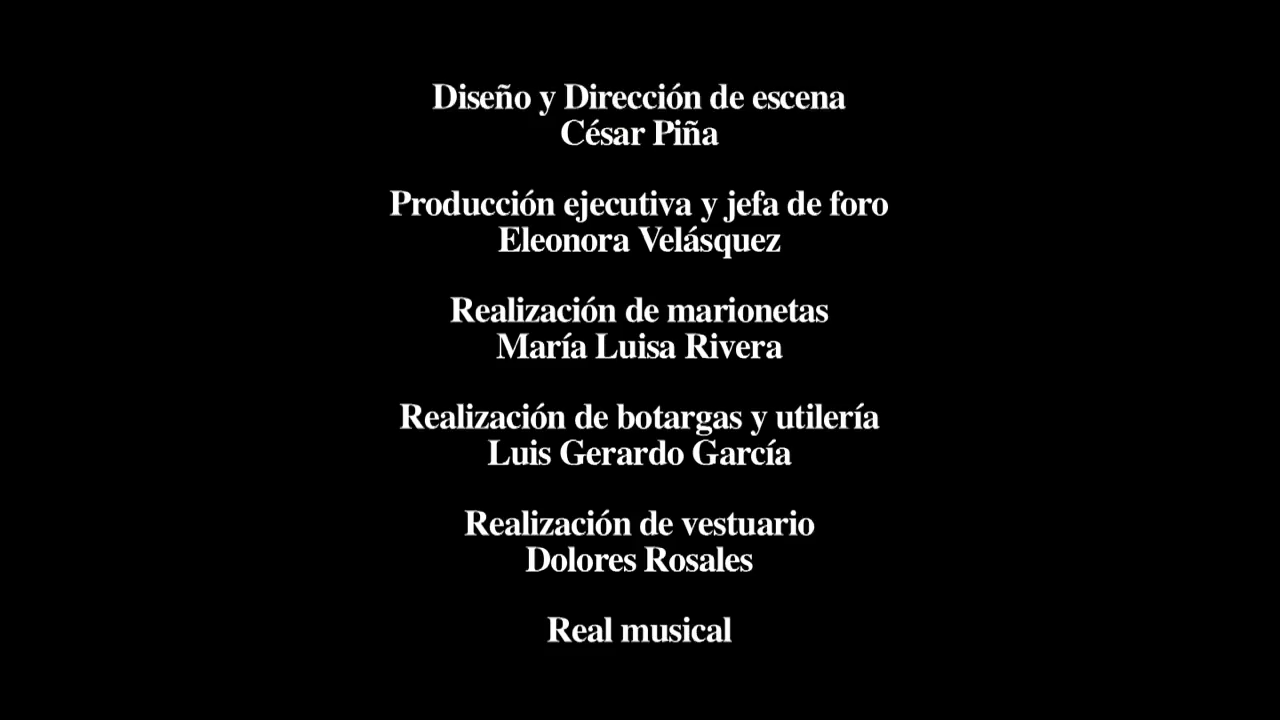 Diseño y Dirección de escena
César Piña
Producción ejecutiva y jefa de foro
Eleonora Velásquez
Realización de marionetas
María Luisa Rivera
Realización de botargas y utilería
Luis Gerardo García
Realización de vestuario
Dolores Rosales
Real musical